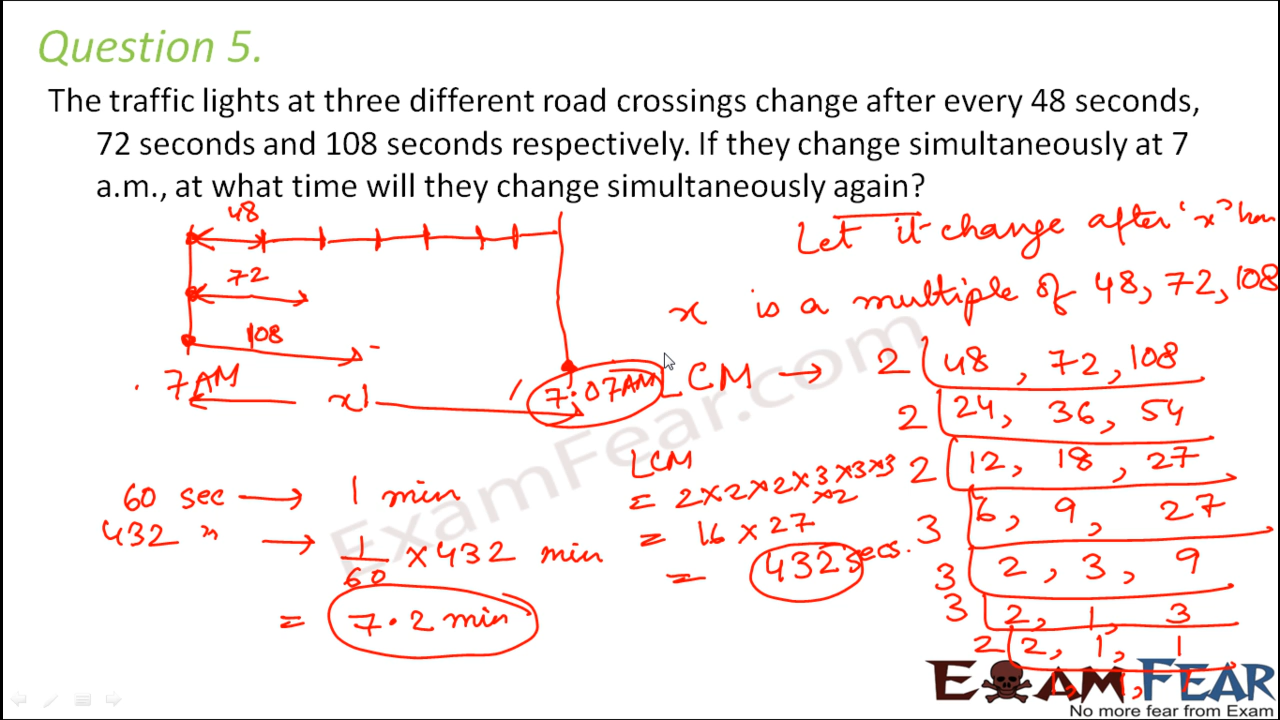 Question 5.
The traffic lights at three different road crossings change after every 48 seconds,
72 seconds and 108 seconds respectively. If they change simultaneously at 7
a.m., at what time will they change simultaneously again?
48
72
108
7 AM
x
7:07AM
Let it change after 'x'
x is a multiple of 48, 72, 108
LCM → 2 | 48, 72, 108
2 | 24, 36, 54
2 | 12, 18, 27
3 | 6, 9, 27
3 | 2, 3, 9
3 | 2, 1, 3
2 | 2, 1, 1
1, 1, 1
LCM
= 2×2×2×3×3×3
×2
= 16 × 27
= 432 secs.
60 sec → 1 min
432 " → 1/60 × 432 min
= 7.2 min
ExamFear.com
EXAMFEAR
No more fear from Exam